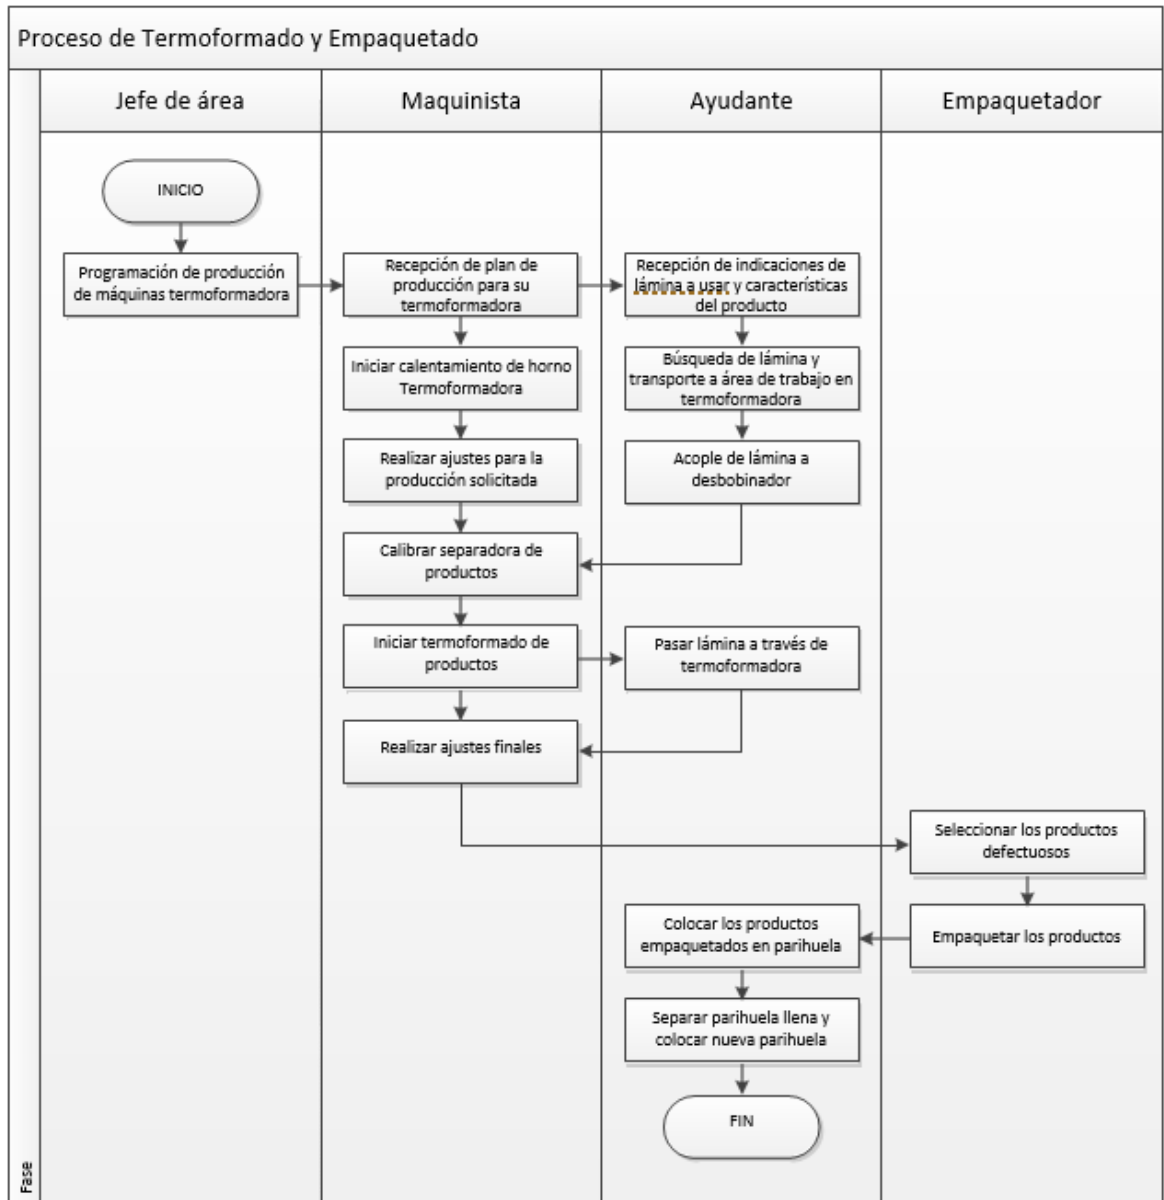 Proceso de Termoformado y Empaquetado
Jefe de área
Maquinista
Ayudante
Empaquetador
INICIO
Programación de producción
de máquinas termoformadora
Recepción de plan de
producción para su
termoformadora
Recepción de indicaciones de
lámina a usar y características
del producto
Iniciar calentamiento de horno
Termoformadora
Búsqueda de lámina y
transporte a área de trabajo en
termoformadora
Realizar ajustes para la
producción solicitada
Acople de lámina a
desbobinador
Calibrar separadora de
productos
Iniciar termoformado de
productos
Pasar lámina a través de
termoformadora
Realizar ajustes finales
Seleccionar los productos
defectuosos
Empaquetar los productos
Colocar los productos
empaquetados en parihuela
Separar parihuela llena y
colocar nueva parihuela
FIN
Fase